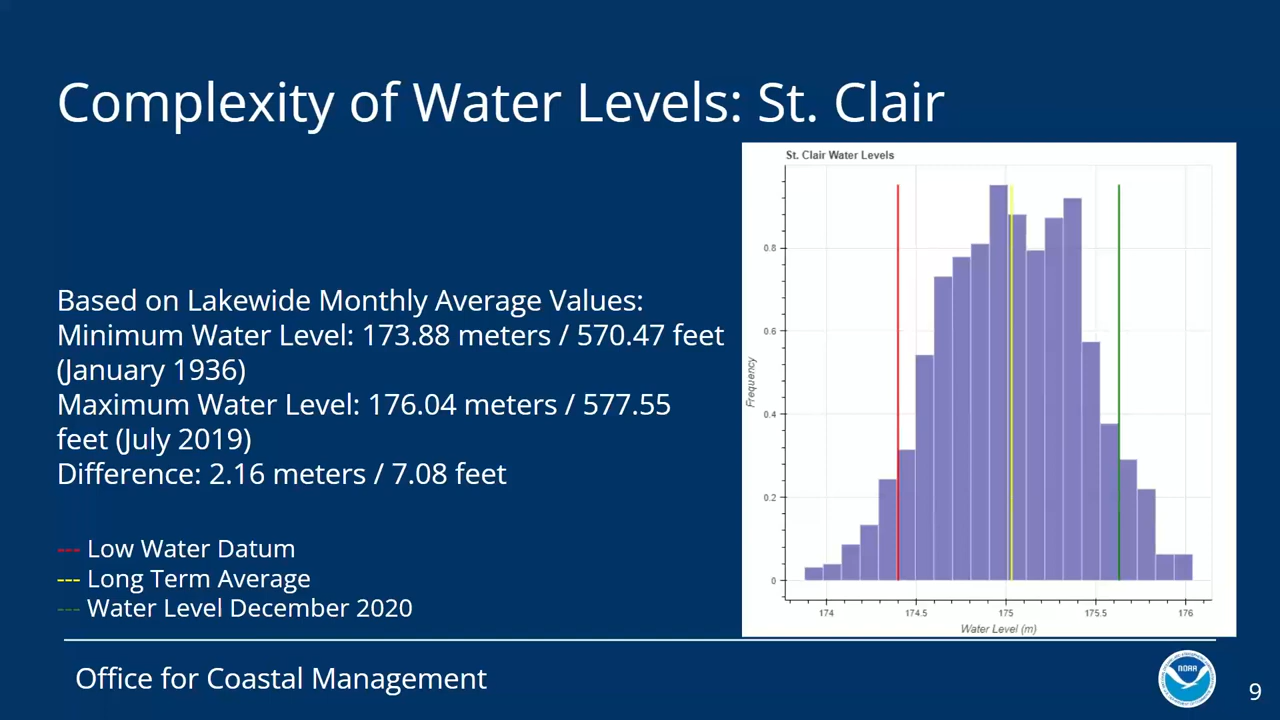 Complexity of Water Levels: St. Clair
Based on Lakewide Monthly Average Values:
Minimum Water Level: 173.88 meters / 570.47 feet
(January 1936)
Maximum Water Level: 176.04 meters / 577.55
feet (July 2019)
Difference: 2.16 meters / 7.08 feet
--- Low Water Datum
--- Long Term Average
--- Water Level December 2020
St. Clair Water Levels
Frequency
0.8
0.6
0.4
0.2
0
174
174.5
175
175.5
176
Water Level (m)
Office for Coastal Management
NOAA
9